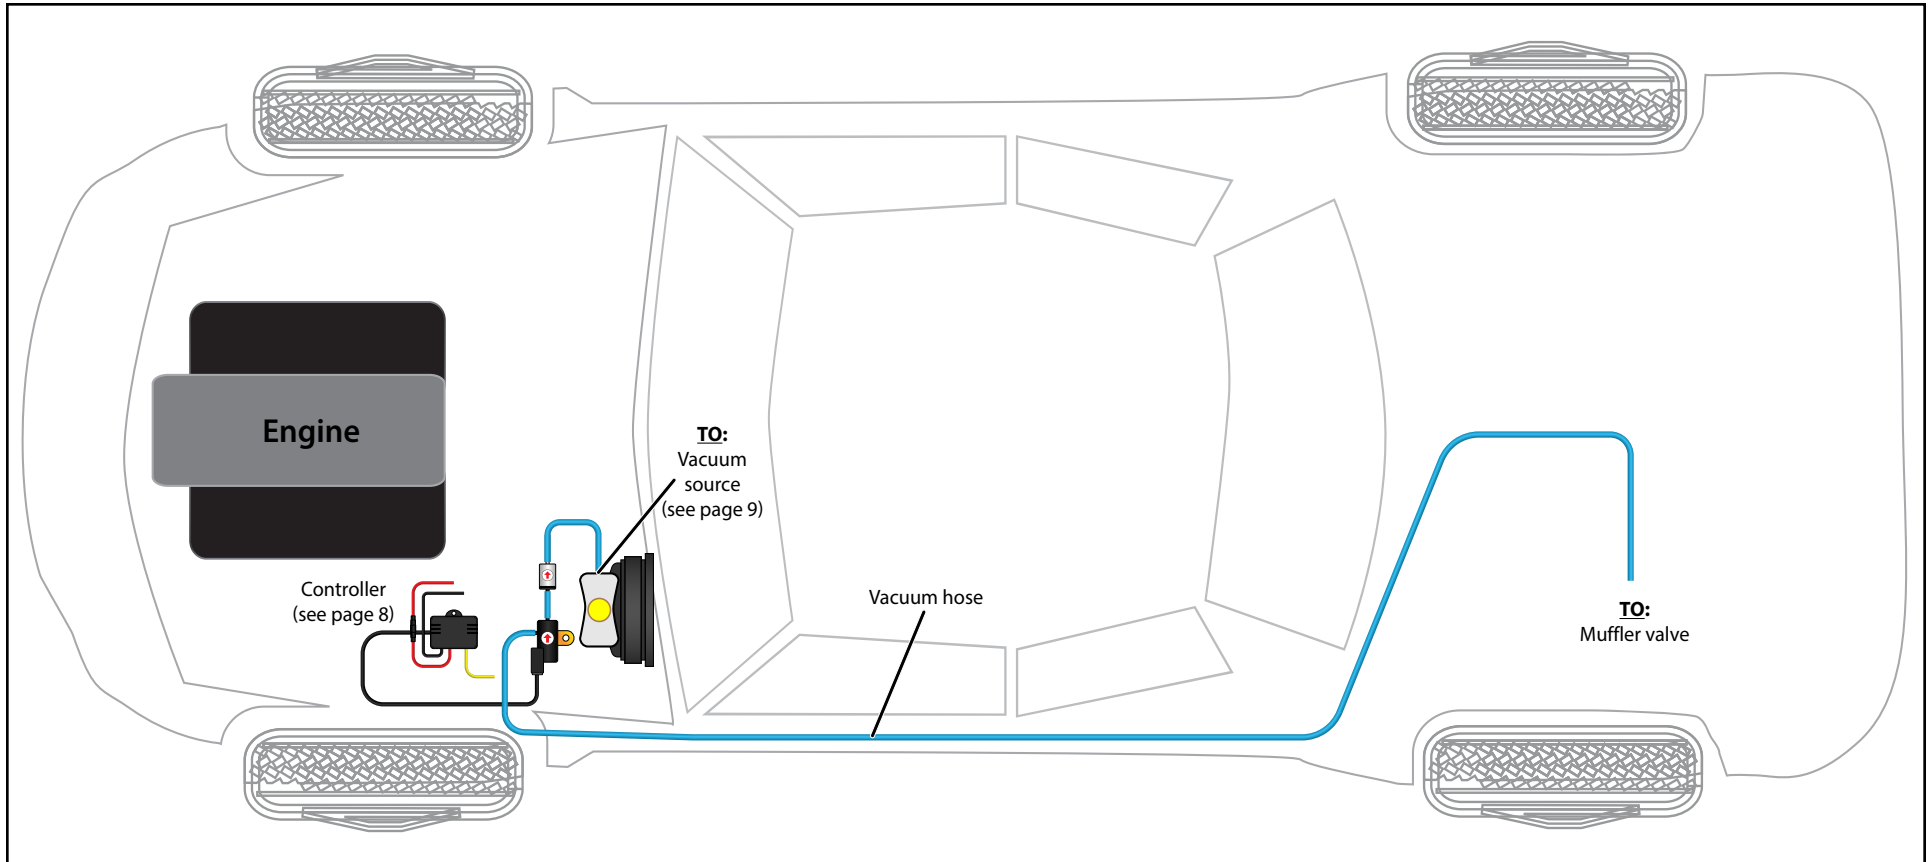 Engine
TO:
Vacuum
source
(see page 9)
Controller
(see page 8)
Vacuum hose
TO:
Muffler valve